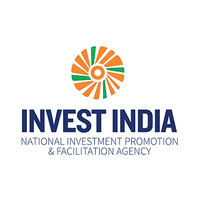 INVEST INDIA
NATIONAL INVESTMENT PROMOTION
& FACILITATION AGENCY